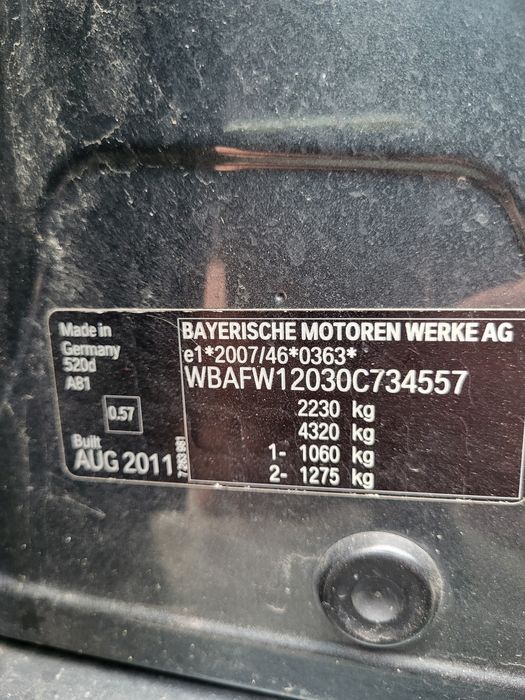 Made in
Germany
520d
A81
0.57
Built
AUG 2011
BAYERISCHE MOTOREN WERKE AG
e1*2007/46*0363*
WBAFW12030C734557
2230 kg
4320 kg
1- 1060 kg
2- 1275 kg